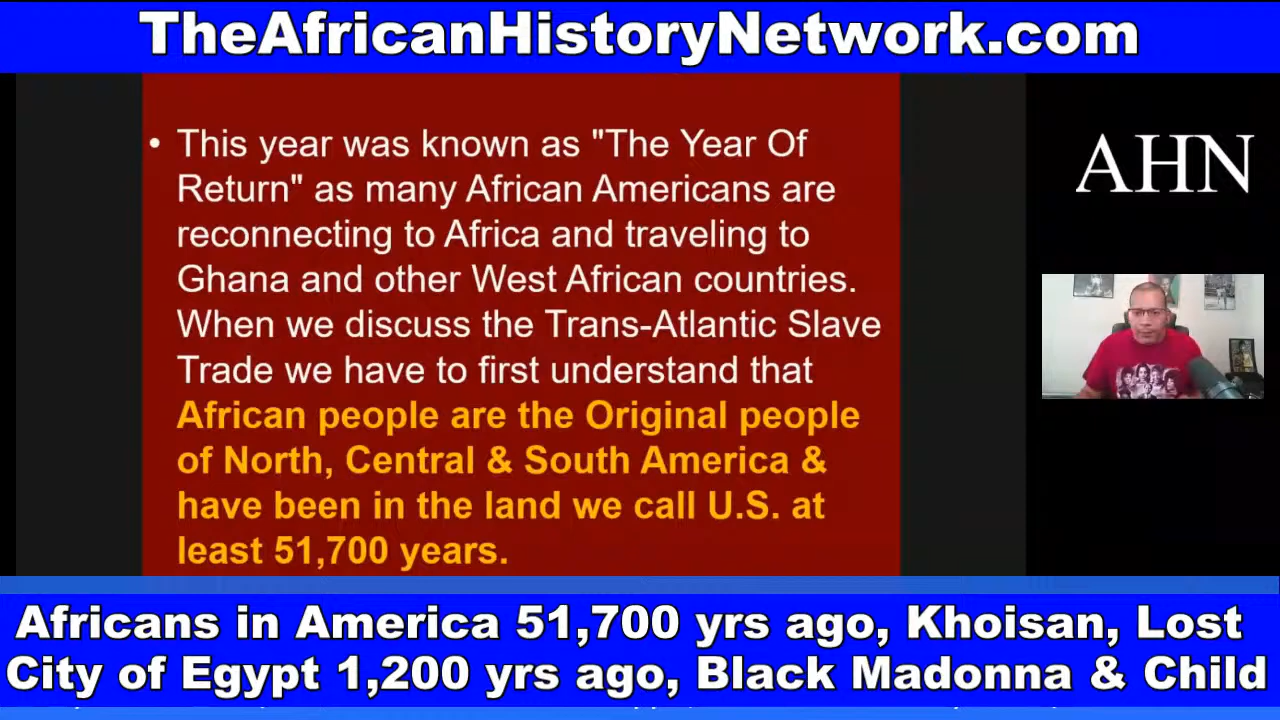 TheAfricanHistoryNetwork.com
AHN
• This year was known as "The Year Of
Return" as many African Americans are
reconnecting to Africa and traveling to
Ghana and other West African countries.
When we discuss the Trans-Atlantic Slave
Trade we have to first understand that
African people are the Original people
of North, Central & South America &
have been in the land we call U.S. at
least 51,700 years.
Africans in America 51,700 yrs ago, Khoisan, Lost
City of Egypt 1,200 yrs ago, Black Madonna & Child